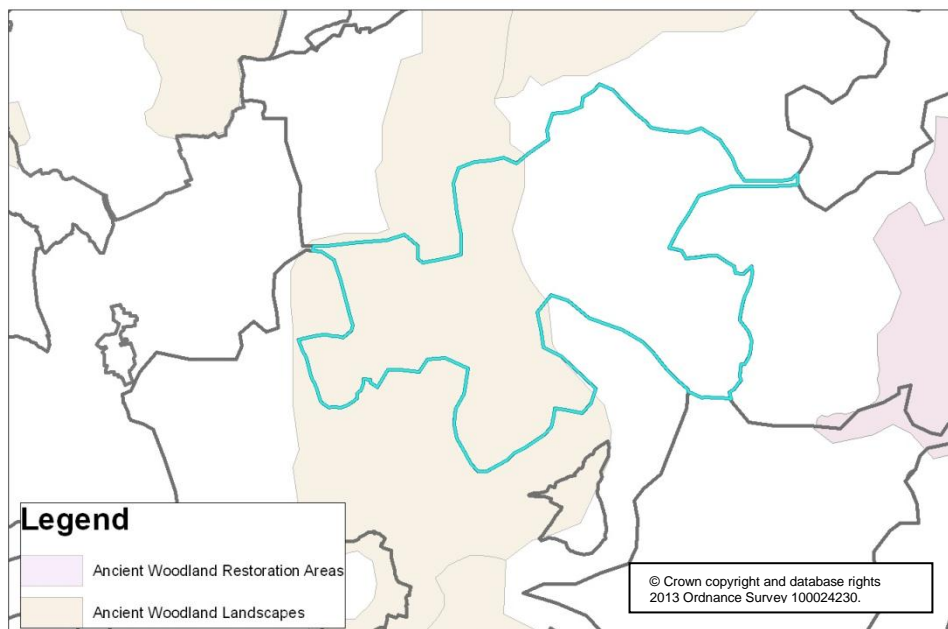 Legend
Ancient Woodland Restoration Areas
Ancient Woodland Landscapes
© Crown copyright and database rights
2013 Ordnance Survey 100024230.